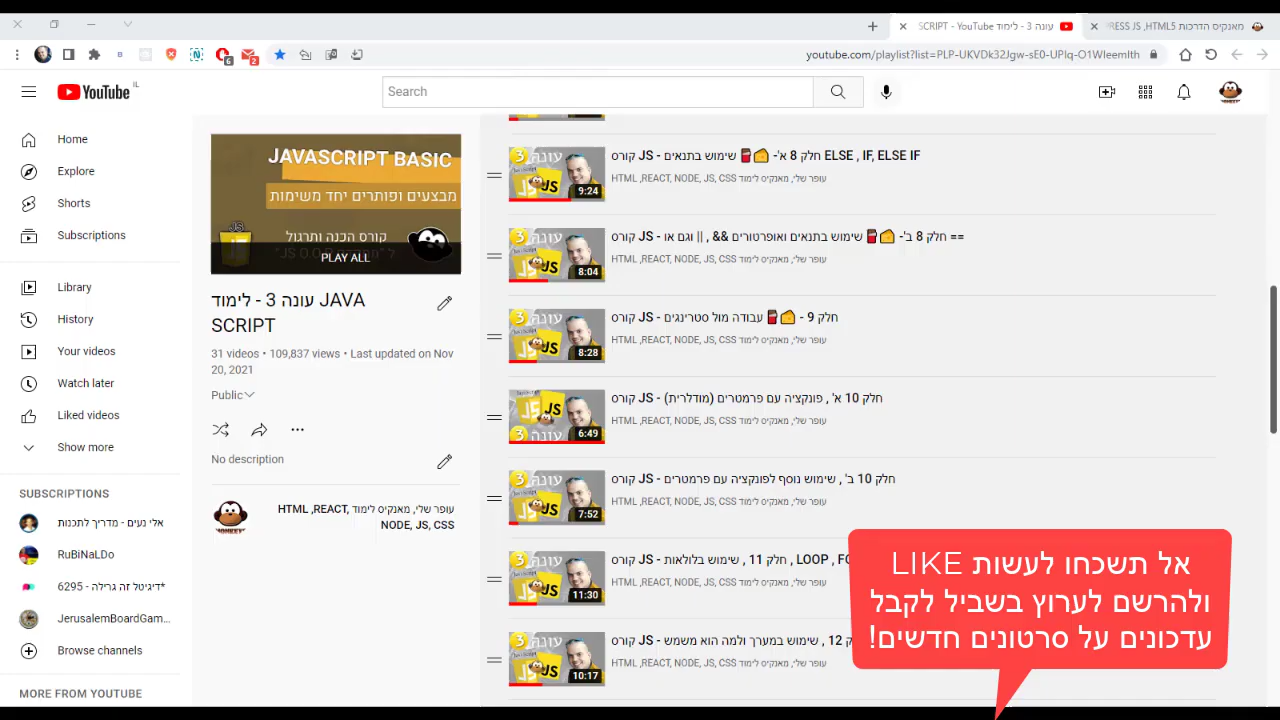 עונה 3 - לימוד SCRIPT - YouTube
מאנקיס הדרכות PRESS JS ,HTML5
youtube.com/playlist?list=PLP-UKVDk32Jgw-sE0-UPIq-O1WIeemIth
6
2
YouTube IL
Search
Home
Explore
Shorts
Subscriptions
Library
History
Your videos
Watch later
Liked videos
Show more
SUBSCRIPTIONS
אלי נעים - מדריך לתכנות
RuBiNaLDo
דיגיטל זה גרילה - 6295*
JerusalemBoardGam...
Browse channels
MORE FROM YOUTUBE
JAVASCRIPT BASIC
מבצעים ופותרים יחד משימות
קורס הכנה ותרגול
PLAY ALL
עונה 3 - לימוד JAVA
SCRIPT
31 videos • 109,837 views • Last updated on Nov
20, 2021
Public
No description
עופר שלי, מאנקיס לימוד HTML ,REACT,
NODE, JS, CSS
קורס JS - שימוש בתנאים חלק 8 א'- ELSE , IF, ELSE IF
HTML ,REACT, NODE, JS, CSS עופר שלי, מאנקיס לימוד
9:24
קורס JS - שימוש בתנאים ואופרטורים &&, || וגם או חלק 8 ב'- ==
HTML ,REACT, NODE, JS, CSS עופר שלי, מאנקיס לימוד
8:04
קורס JS - עבודה מול סטרינגים - חלק 9
HTML ,REACT, NODE, JS, CSS עופר שלי, מאנקיס לימוד
8:28
קורס JS - חלק 10 א' , פונקציה עם פרמטרים (מודלרית)
HTML ,REACT, NODE, JS, CSS עופר שלי, מאנקיס לימוד
6:49
קורס JS - חלק 10 ב' , שימוש נוסף לפונקציה עם פרמטרים
HTML ,REACT, NODE, JS, CSS עופר שלי, מאנקיס לימוד
7:52
קורס JS - חלק 11 , שימוש בלולאות , LOOP , FO
HTML ,REACT, NODE, JS, CSS עופר שלי, מאנקיס לימוד
11:30
קורס JS - 12 , שימוש במערך ולמה הוא משמש
HTML ,REACT, NODE, JS, CSS עופר שלי, מאנקיס לימוד
10:17
אל תשכחו לעשות LIKE
ולהרשם לערוץ בשביל לקבל
עדכונים על סרטונים חדשים!